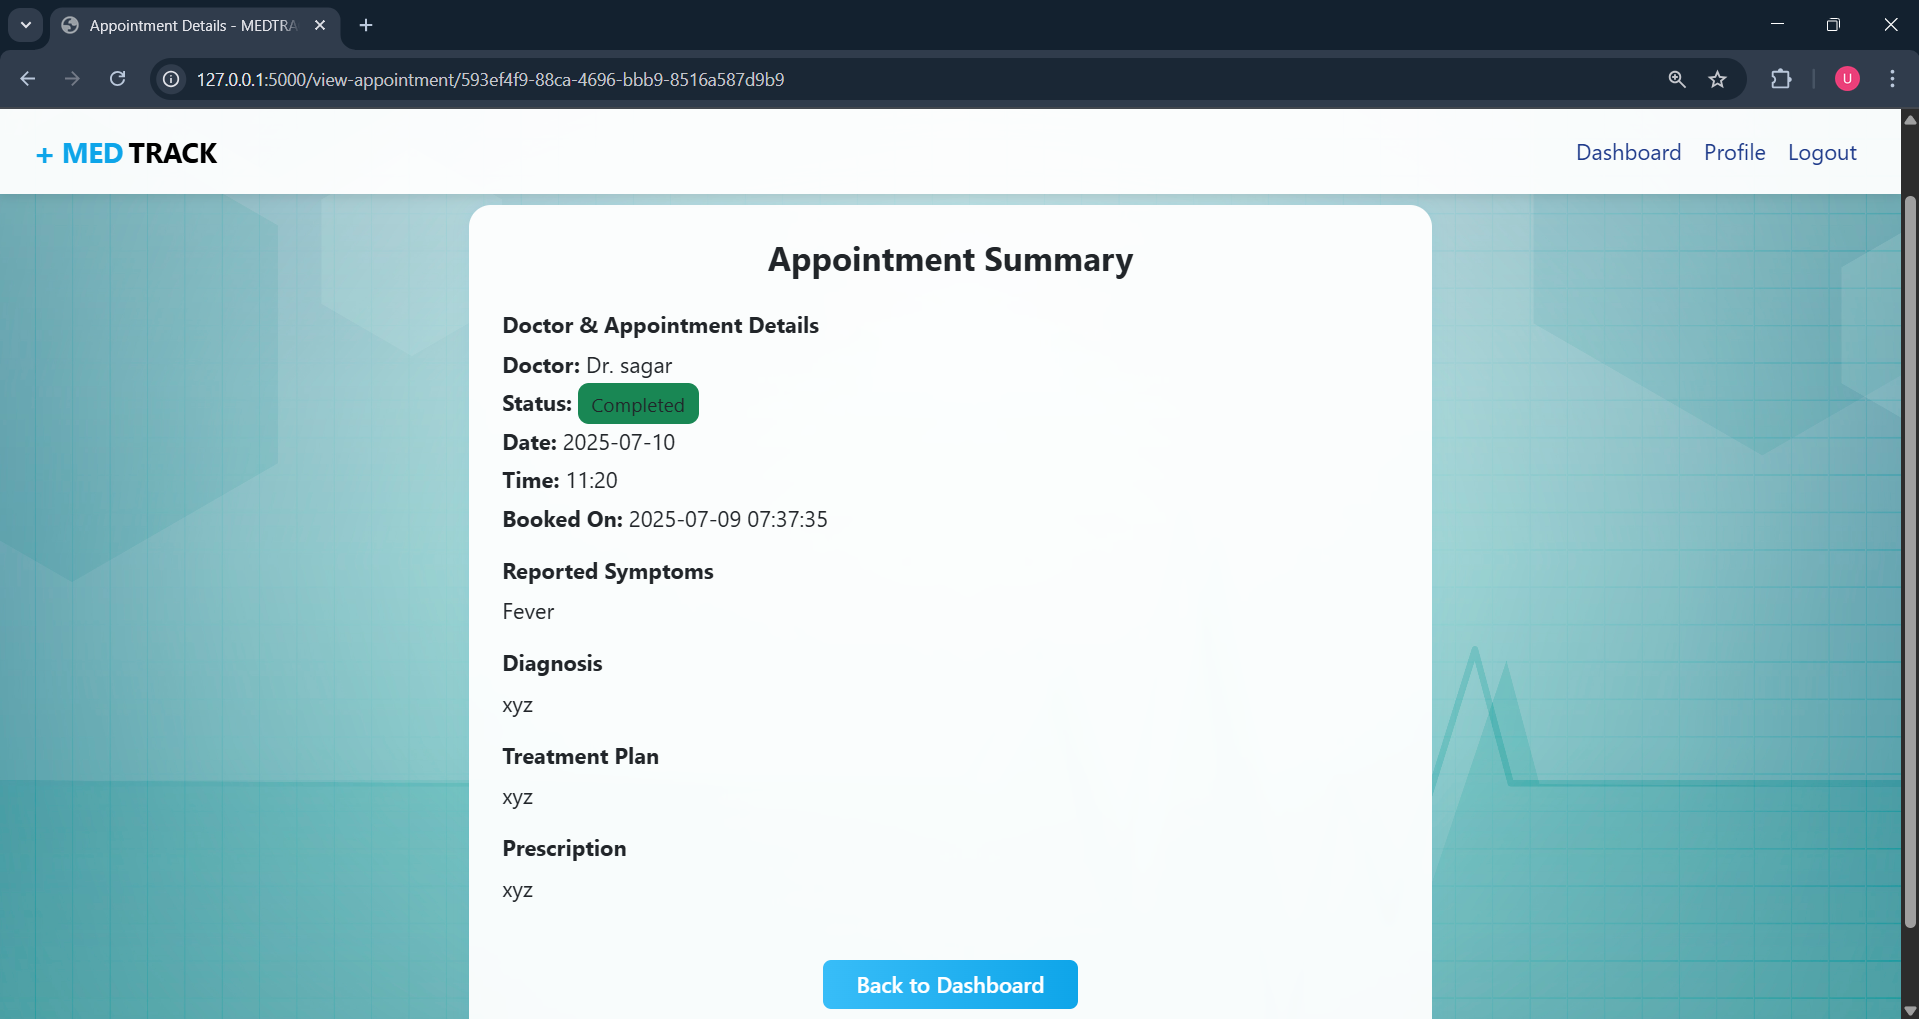 Appointment Details - MEDTRA
127.0.0.1:5000/view-appointment/593ef4f9-88ca-4696-bbb9-8516a587d9b9
U
+ MED TRACK
Dashboard Profile Logout
Appointment Summary
Doctor & Appointment Details
Doctor: Dr. sagar
Status: Completed
Date: 2025-07-10
Time: 11:20
Booked On: 2025-07-09 07:37:35
Reported Symptoms
Fever
Diagnosis
xyz
Treatment Plan
xyz
Prescription
xyz
Back to Dashboard